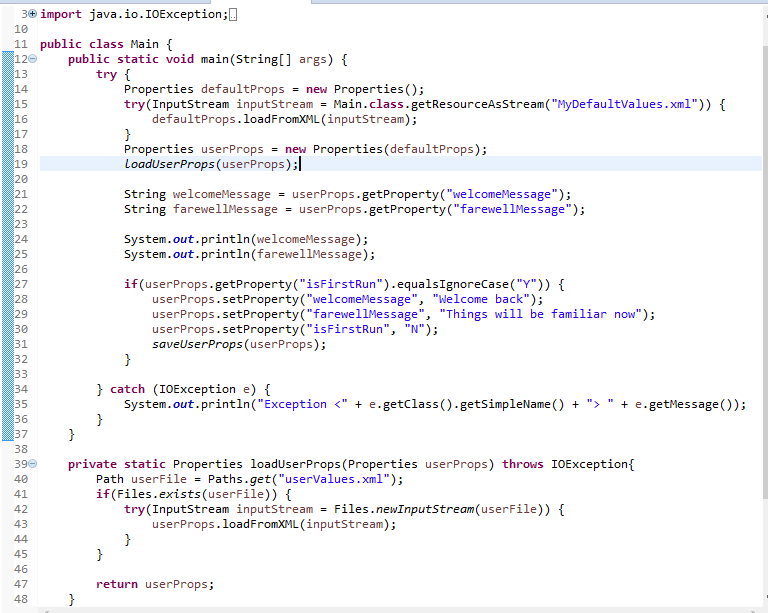 3 import java.io.IOException;
10
11 public class Main {
12     public static void main(String[] args) {
13         try {
14             Properties defaultProps = new Properties();
15             try(InputStream inputStream = Main.class.getResourceAsStream("MyDefaultValues.xml")) {
16                 defaultProps.loadFromXML(inputStream);
17             }
18             Properties userProps = new Properties(defaultProps);
19             loadUserProps(userProps);
20
21             String welcomeMessage = userProps.getProperty("welcomeMessage");
22             String farewellMessage = userProps.getProperty("farewellMessage");
23
24             System.out.println(welcomeMessage);
25             System.out.println(farewellMessage);
26
27             if(userProps.getProperty("isFirstRun").equalsIgnoreCase("Y")) {
28                 userProps.setProperty("welcomeMessage", "Welcome back");
29                 userProps.setProperty("farewellMessage", "Things will be familiar now");
30                 userProps.setProperty("isFirstRun", "N");
31                 saveUserProps(userProps);
32             }
33
34         } catch (IOException e) {
35             System.out.println("Exception <" + e.getClass().getSimpleName() + "> " + e.getMessage());
36         }
37     }
38
39     private static Properties loadUserProps(Properties userProps) throws IOException{
40         Path userFile = Paths.get("userValues.xml");
41         if(Files.exists(userFile)) {
42             try(InputStream inputStream = Files.newInputStream(userFile)) {
43                 userProps.loadFromXML(inputStream);
44             }
45         }
46
47         return userProps;
48     }